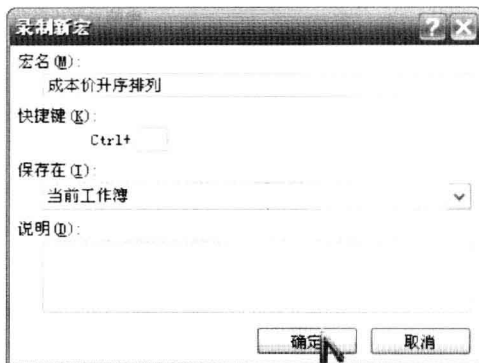 录制新宏
宏名(M):
成本价升序排列
快捷键(K):
Ctrl+
保存在(I):
当前工作簿
说明(D):
确定 取消